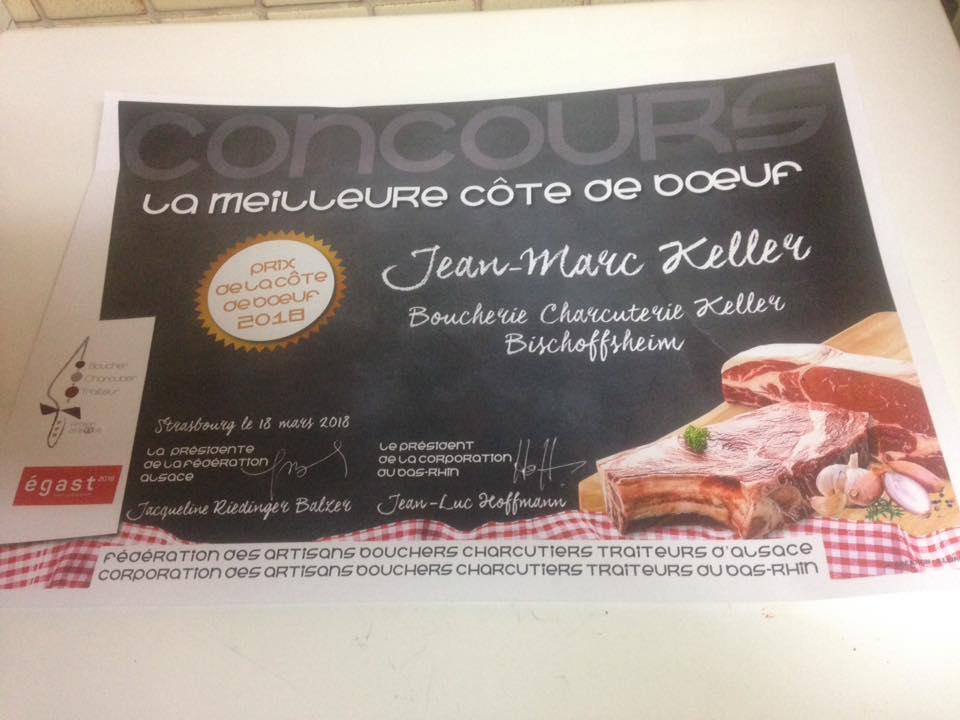 CONCOURS
La meilleure côte de bœuf
Jean-Marc Keller
Boucherie Charcuterie Keller
Bischoffsheim
PRIX
de la côte
de bœuf
2018
Boucher
Charcutier
Traiteur
Strasbourg le 18 mars 2018
La présidente
de la fédération
alsace
Jacqueline Riedinger Balzer
Le président
de la corporation
du bas-rhin
Jean-Luc Hoffmann
égast 2018
Fédération des artisans bouchers charcutiers traiteurs d'alsace
Corporation des artisans bouchers charcutiers traiteurs du bas-rhin